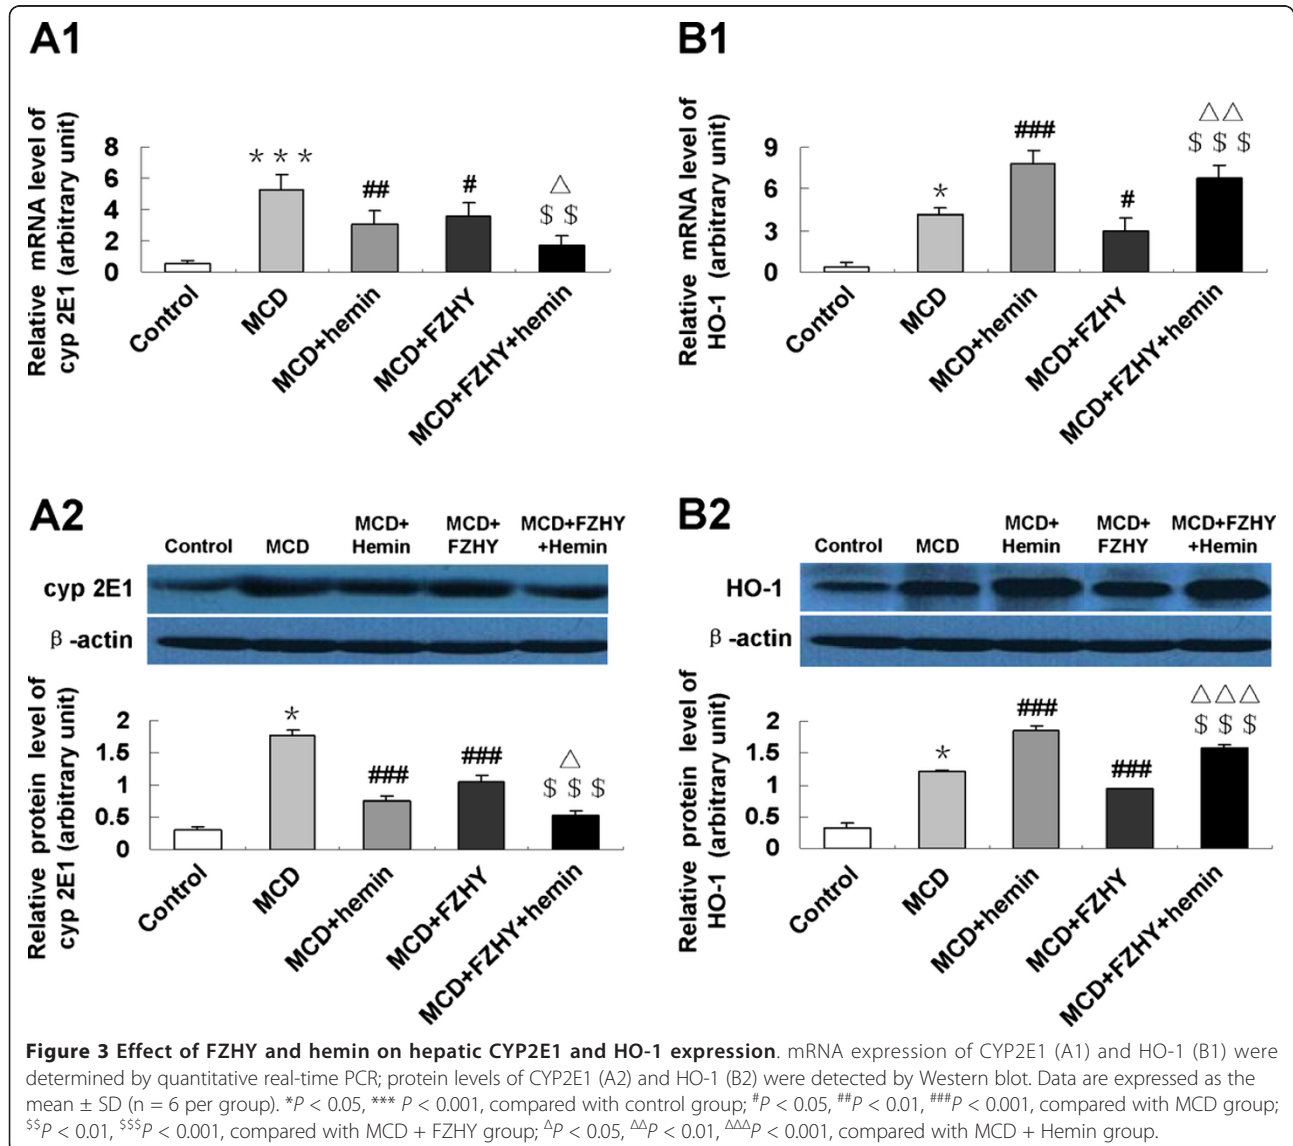 A1
Relative mRNA level of
cyp 2E1 (arbitrary unit)
8
6
4
2
0
* * *
##
#
△
$ $
Control
MCD
MCD+hemin
MCD+FZHY
MCD+FZHY+hemin
B1
Relative mRNA level of
HO-1 (arbitrary unit)
9
6
3
0
*
###
#
△△
$ $ $
Control
MCD
MCD+hemin
MCD+FZHY
MCD+FZHY+hemin
A2
Control MCD MCD+ Hemin MCD+ FZHY MCD+FZHY +Hemin
cyp 2E1
β-actin
Relative protein level of
cyp 2E1 (arbitrary unit)
2
1.5
1
0.5
0
*
###
###
△
$ $ $
Control
MCD
MCD+hemin
MCD+FZHY
MCD+FZHY+hemin
B2
Control MCD MCD+ Hemin MCD+ FZHY MCD+FZHY +Hemin
HO-1
β-actin
Relative protein level of
HO-1 (arbitrary unit)
2
1.5
1
0.5
0
*
###
###
△△△
$ $ $
Control
MCD
MCD+hemin
MCD+FZHY
MCD+FZHY+hemin
Figure 3 Effect of FZHY and hemin on hepatic CYP2E1 and HO-1 expression. mRNA expression of CYP2E1 (A1) and HO-1 (B1) were
determined by quantitative real-time PCR; protein levels of CYP2E1 (A2) and HO-1 (B2) were detected by Western blot. Data are expressed as the
mean ± SD (n = 6 per group). *P < 0.05, *** P < 0.001, compared with control group; #P < 0.05, ##P < 0.01, ###P < 0.001, compared with MCD group;
$$P < 0.01, $$$P < 0.001, compared with MCD + FZHY group; △P < 0.05, △△P < 0.01, △△△P < 0.001, compared with MCD + Hemin group.